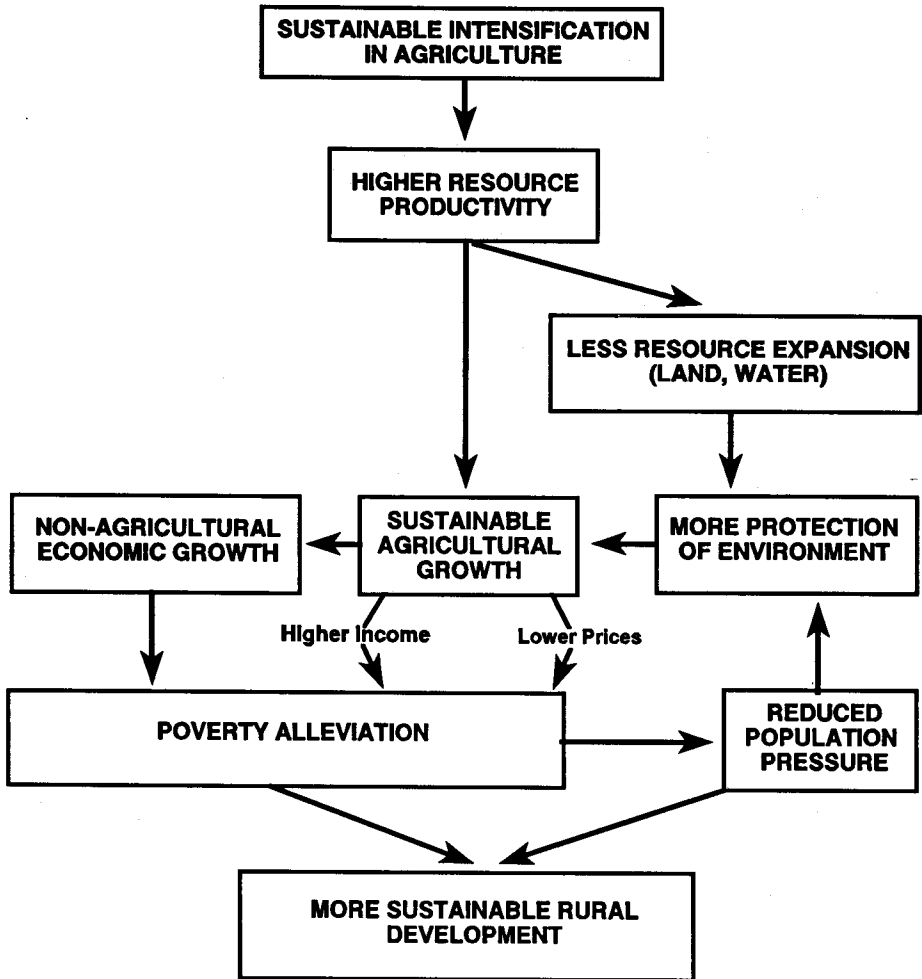 SUSTAINABLE INTENSIFICATION
IN AGRICULTURE
HIGHER RESOURCE
PRODUCTIVITY
LESS RESOURCE EXPANSION
(LAND, WATER)
NON-AGRICULTURAL
ECONOMIC GROWTH
SUSTAINABLE
AGRICULTURAL
GROWTH
MORE PROTECTION
OF ENVIRONMENT
Higher Income
Lower Prices
POVERTY ALLEVIATION
REDUCED
POPULATION
PRESSURE
MORE SUSTAINABLE RURAL
DEVELOPMENT